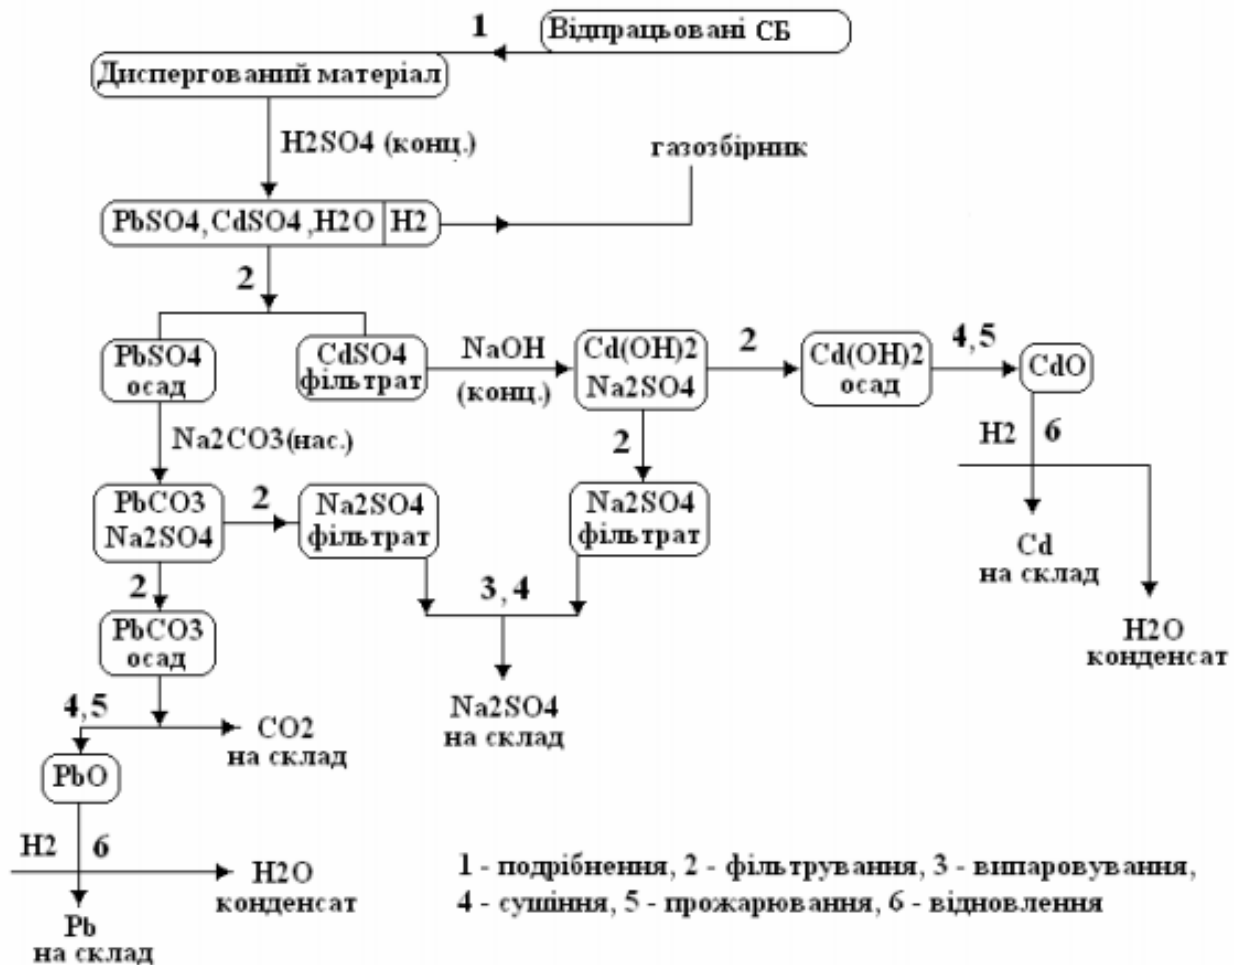 1
Відпрацьовані СБ
Диспергований матеріал
H2SO4 (конц.)
газозбірник
PbSO4,CdSO4,H2O H2
2
PbSO4
осад
CdSO4
фільтрат
NaOH
(конц.)
Cd(OH)2
Na2SO4
2
Cd(OH)2
осад
4,5
CdO
Na2CO3(нас.)
2
H2 6
PbCO3
Na2SO4
2
Na2SO4
фільтрат
Na2SO4
фільтрат
Cd
на склад
2
3,4
PbCO3
осад
H2O
конденсат
4,5
CO2
на склад
Na2SO4
на склад
PbO
H2 6
H2O
конденсат
Pb
на склад
1 - подрібнення, 2 - фільтрування, 3 - випаровування,
4 - сушіння, 5 - прожарювання, 6 - відновлення